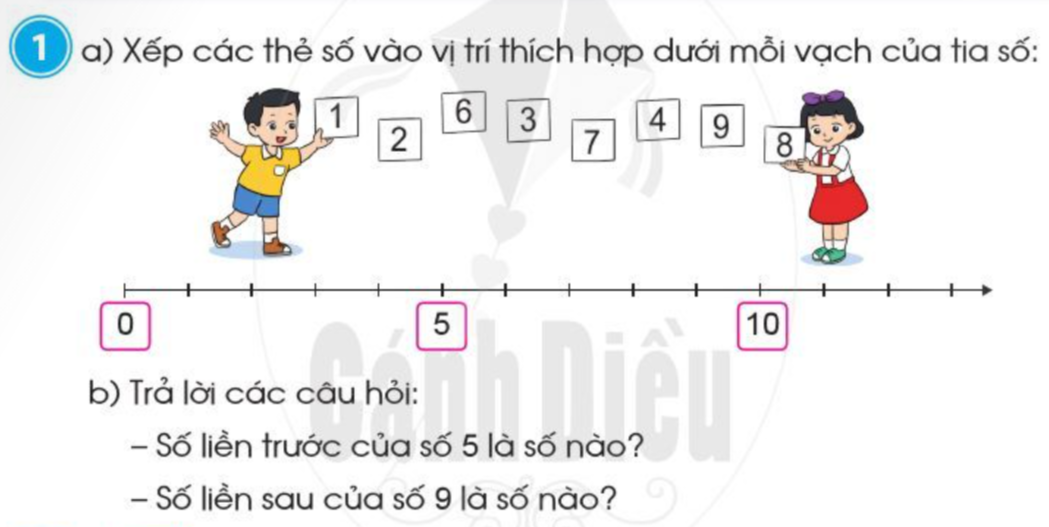 1 a) Xếp các thẻ số vào vị trí thích hợp dưới mỗi vạch của tia số:
1 2 6 3 7 4 9 8
0 5 10
Cánh Diều
b) Trả lời các câu hỏi:
– Số liền trước của số 5 là số nào?
– Số liền sau của số 9 là số nào?